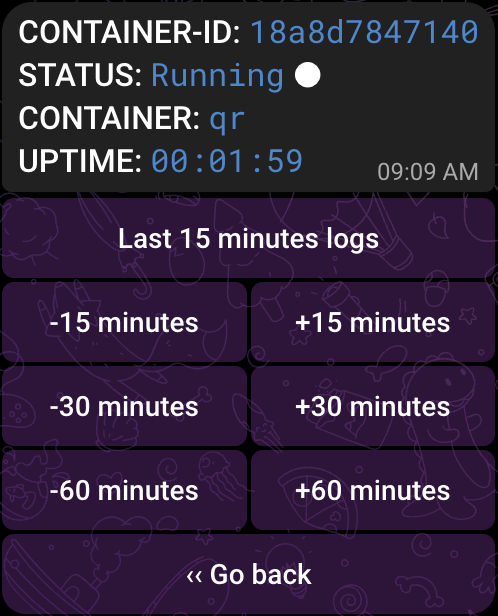 CONTAINER-ID: 18a8d7847140
STATUS: Running
CONTAINER: qr
UPTIME: 00:01:59
09:09 AM
Last 15 minutes logs
-15 minutes +15 minutes
-30 minutes +30 minutes
-60 minutes +60 minutes
‹‹ Go back